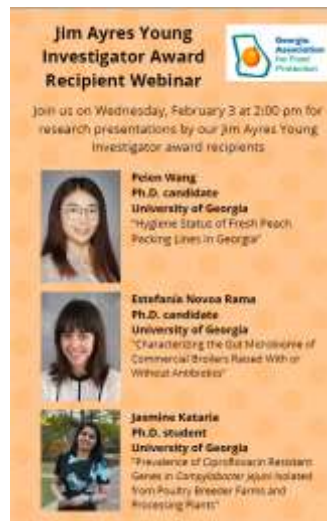 Jim Ayres Young
Investigator Award
Recipient Webinar
Georgia
Association
for Food
Protection
Join us on Wednesday, February 3 at 2:00 pm for
research presentations by our Jim Ayres Young
Investigator award recipients
Peien Wang
Ph.D. candidate
University of Georgia
"Hygiene Status of Fresh Peach
Packing Lines in Georgia"
Estefania Novoa Rama
Ph.D. candidate
University of Georgia
"Characterizing the Gut Microbiome of
Commercial Broilers Raised With or
Without Antibiotics"
Jasmine Kataria
Ph.D. student
University of Georgia
"Prevalence of Ciprofloxacin Resistant
Genes in Campylobacter jejuni Isolated
from Poultry Breeder Farms and
Processing Plants"